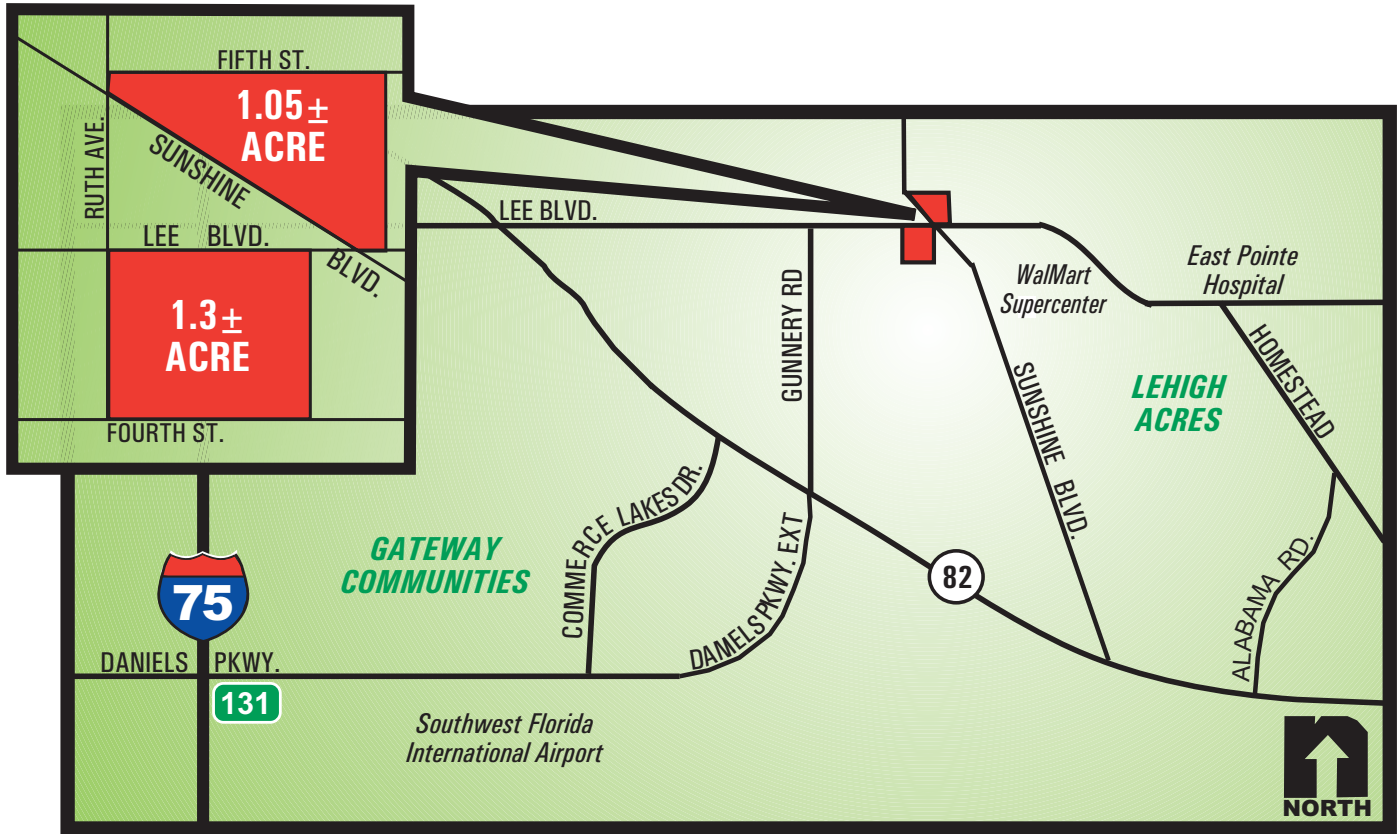 FIFTH ST.
1.05 ±
ACRE
RUTH AVE.
SUNSHINE
BLVD.
LEE BLVD.
1.3 ±
ACRE
FOURTH ST.
LEE BLVD.
GUNNERY RD
WalMart
Supercenter
East Pointe
Hospital
HOMESTEAD
LEHIGH
ACRES
SUNSHINE BLVD.
COMMERCE LAKES DR.
GATEWAY
COMMUNITIES
75
DANIELS PKWY.
131
DAMELS PKWY. EXT
82
ALABAMA RD.
Southwest Florida
International Airport
n
NORTH